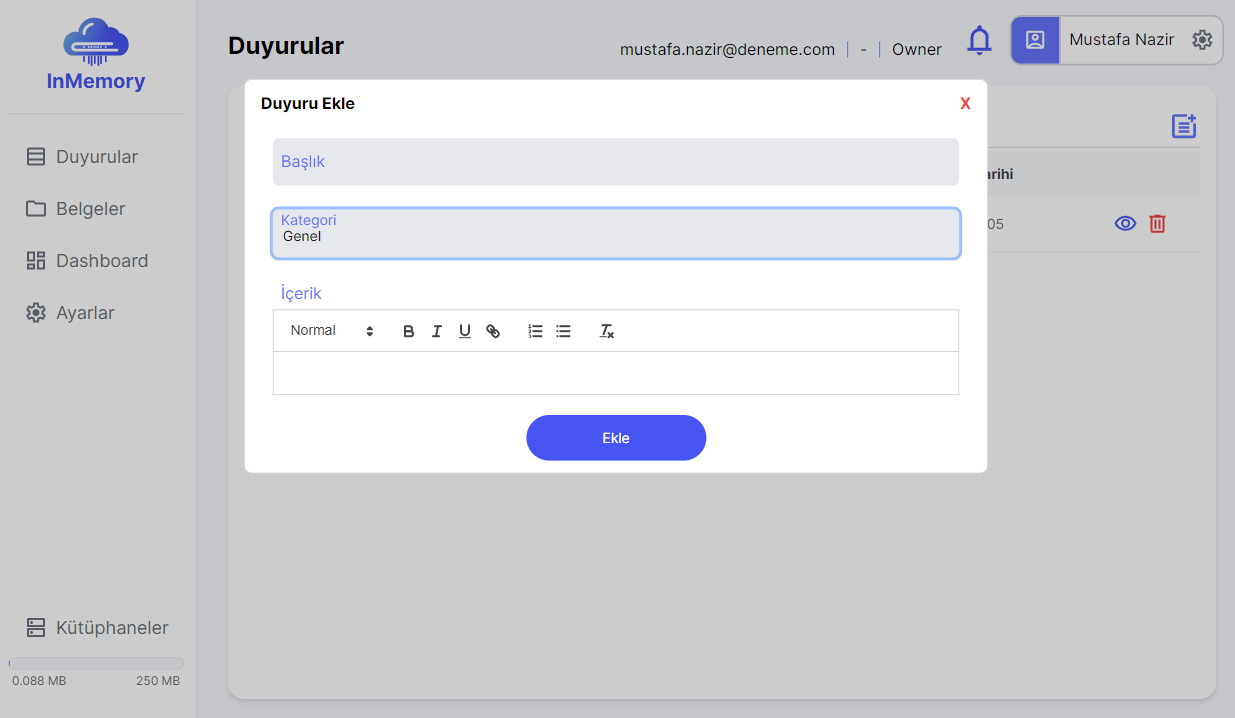 InMemory
Duyurular
Belgeler
Dashboard
Ayarlar
Kütüphaneler
0.088 MB 250 MB
Duyurular
mustafa.nazir@deneme.com | - | Owner
Mustafa Nazir
Duyuru Ekle X
Başlık
Kategori
Genel
İçerik
Normal B I U
Ekle
arihi
05